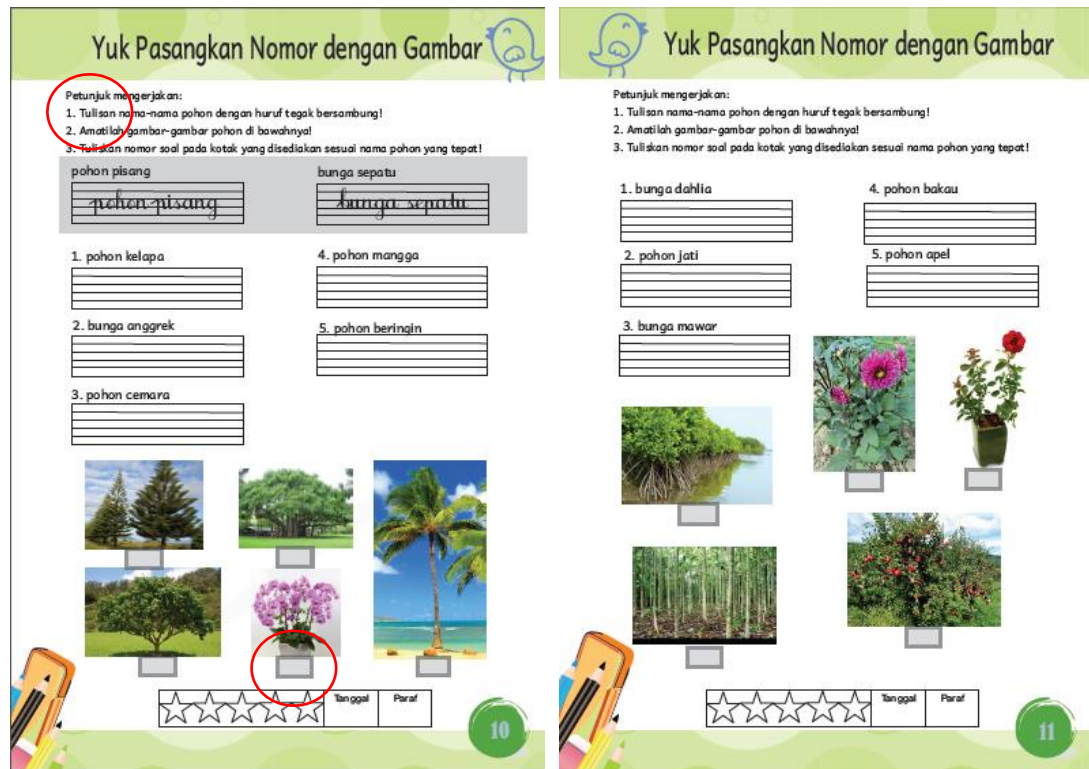 Yuk Pasangkan Nomor dengan Gambar
Petunjuk mengerjakan:
1. Tulisan nama-nama pohon dengan huruf tegak bersambung!
2. Amatilah gambar-gambar pohon di bawahnya!
3. Tuliskan nomor soal pada kotak yang disediakan sesuai nama pohon yang tepat!
pohon pisang
pohon pisang
bunga sepatu
bunga sepatu
1. pohon kelapa
2. bunga anggrek
3. pohon cemara
4. pohon mangga
5. pohon beringin
Tanggal
Paraf
10
Yuk Pasangkan Nomor dengan Gambar
Petunjuk mengerjakan:
1. Tulisan nama-nama pohon dengan huruf tegak bersambung!
2. Amatilah gambar-gambar pohon di bawahnya!
3. Tuliskan nomor soal pada kotak yang disediakan sesuai nama pohon yang tepat!
1. bunga dahlia
2. pohon jati
3. bunga mawar
4. pohon bakau
5. pohon apel
Tanggal
Paraf
11